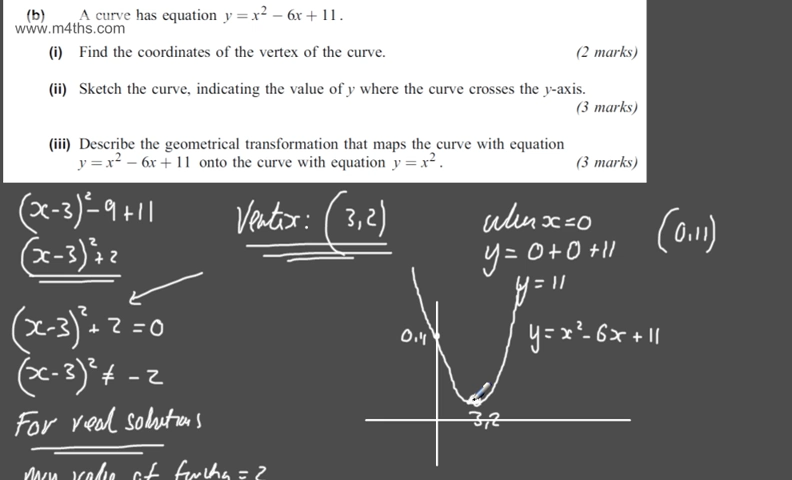 (b) A curve has equation y = x² − 6x + 11.
www.m4ths.com
(i) Find the coordinates of the vertex of the curve. (2 marks)
(ii) Sketch the curve, indicating the value of y where the curve crosses the y-axis.
(3 marks)
(iii) Describe the geometrical transformation that maps the curve with equation
y = x² − 6x + 11 onto the curve with equation y = x². (3 marks)
(x-3)²-9+11
(x-3)²+2
(x-3)²+2=0
(x-3)²≠-2
For real solutions
of = 2
Vertix: (3,2)
when x=0
y=0+0+11
y=11
(0,11)
y=x²-6x+11
0,11
3,2